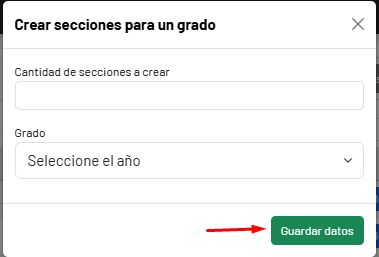 Crear secciones para un grado
Cantidad de secciones a crear
Grado
Seleccione el año
Guardar datos